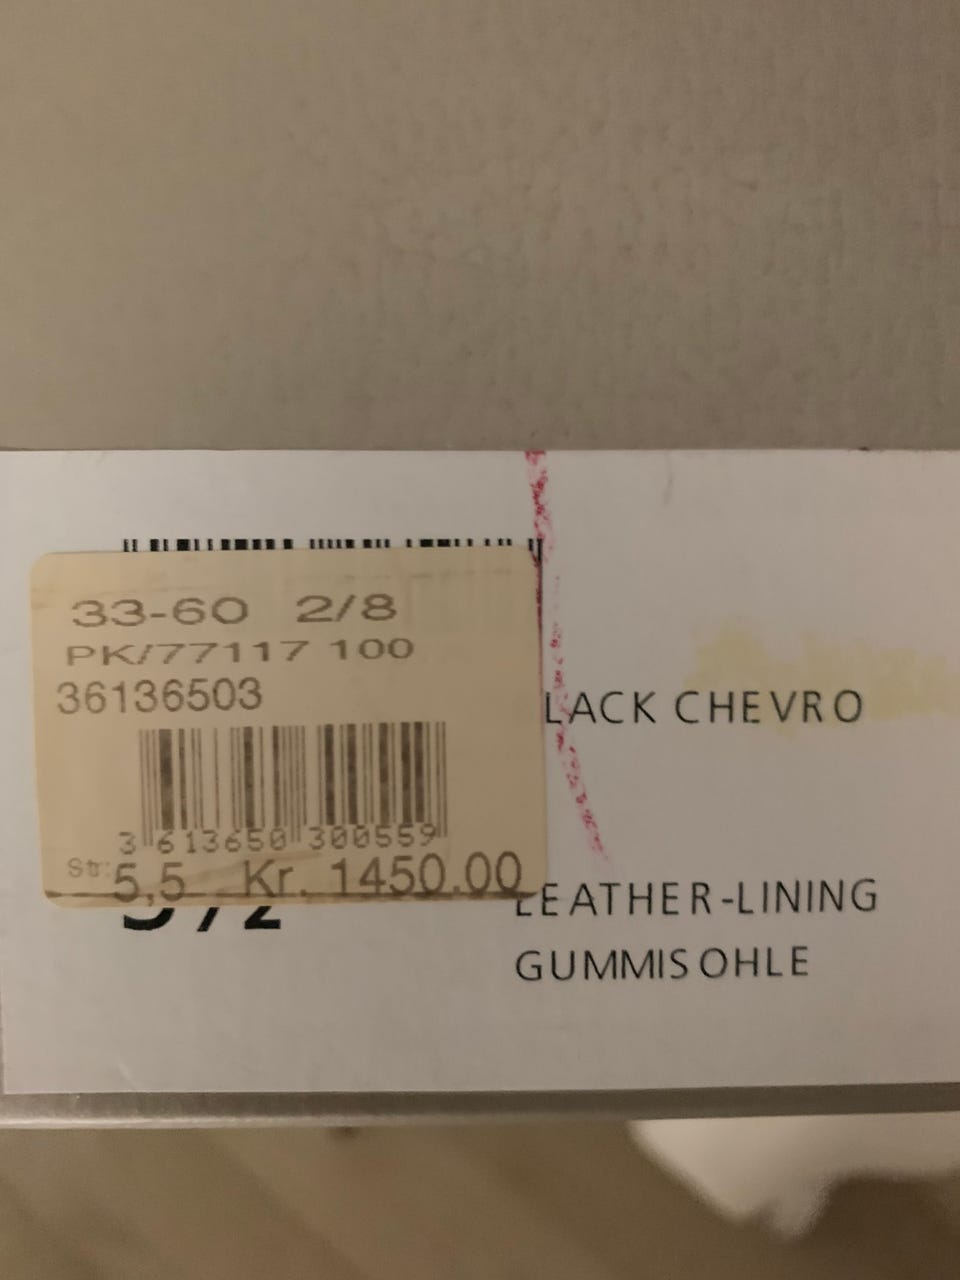 33-60 2/8
PK/77117 100
36136503
LACK CHEVRO
3 613650 300559
Str: 5,5 Kr. 1450.00
LEATHER-LINING
GUMMISOHLE